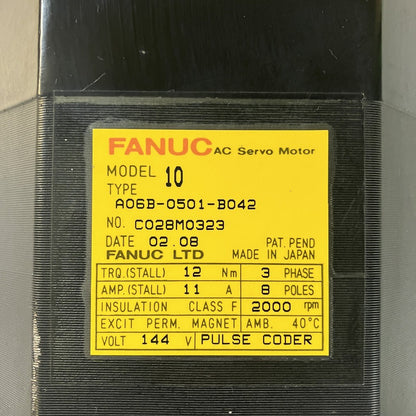 FANUC AC Servo Motor
MODEL 10
TYPE
A06B-0501-B042
NO. C028M0323
DATE 02.08 PAT. PEND
FANUC LTD MADE IN JAPAN
TRQ.(STALL) 12 Nm 3 PHASE
AMP.(STALL) 11 A 8 POLES
INSULATION CLASS F 2000 rpm
EXCIT PERM. MAGNET AMB. 40°C
VOLT 144 V PULSE CODER